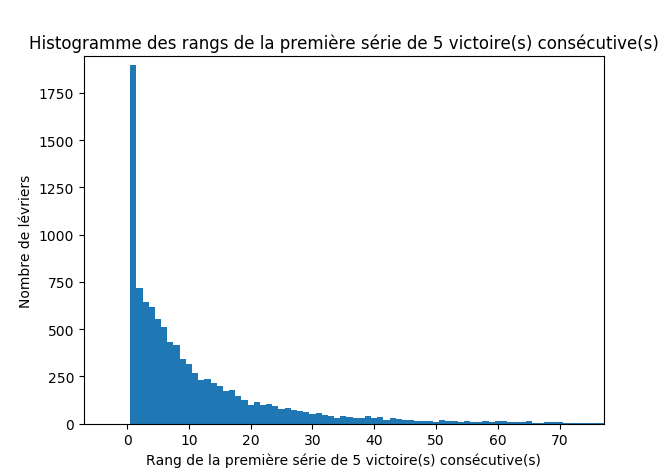 Histogramme des rangs de la première série de 5 victoire(s) consécutive(s)
Nombre de lévriers
1750
1500
1250
1000
750
500
250
0
0 10 20 30 40 50 60 70
Rang de la première série de 5 victoire(s) consécutive(s)